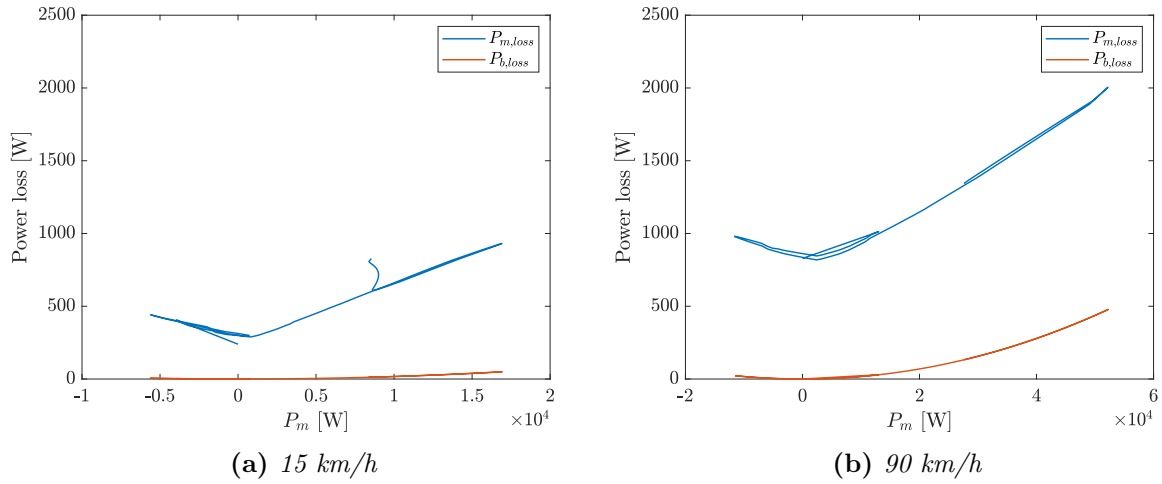 2500
2000
1500
1000
500
0
Power loss [W]
-1 -0.5 0 0.5 1 1.5 2
P_m [W]
×10^4
P_{m,loss}
P_{b,loss}
(a) 15 km/h
2500
2000
1500
1000
500
0
Power loss [W]
-2 0 2 4 6
P_m [W]
×10^4
P_{m,loss}
P_{b,loss}
(b) 90 km/h